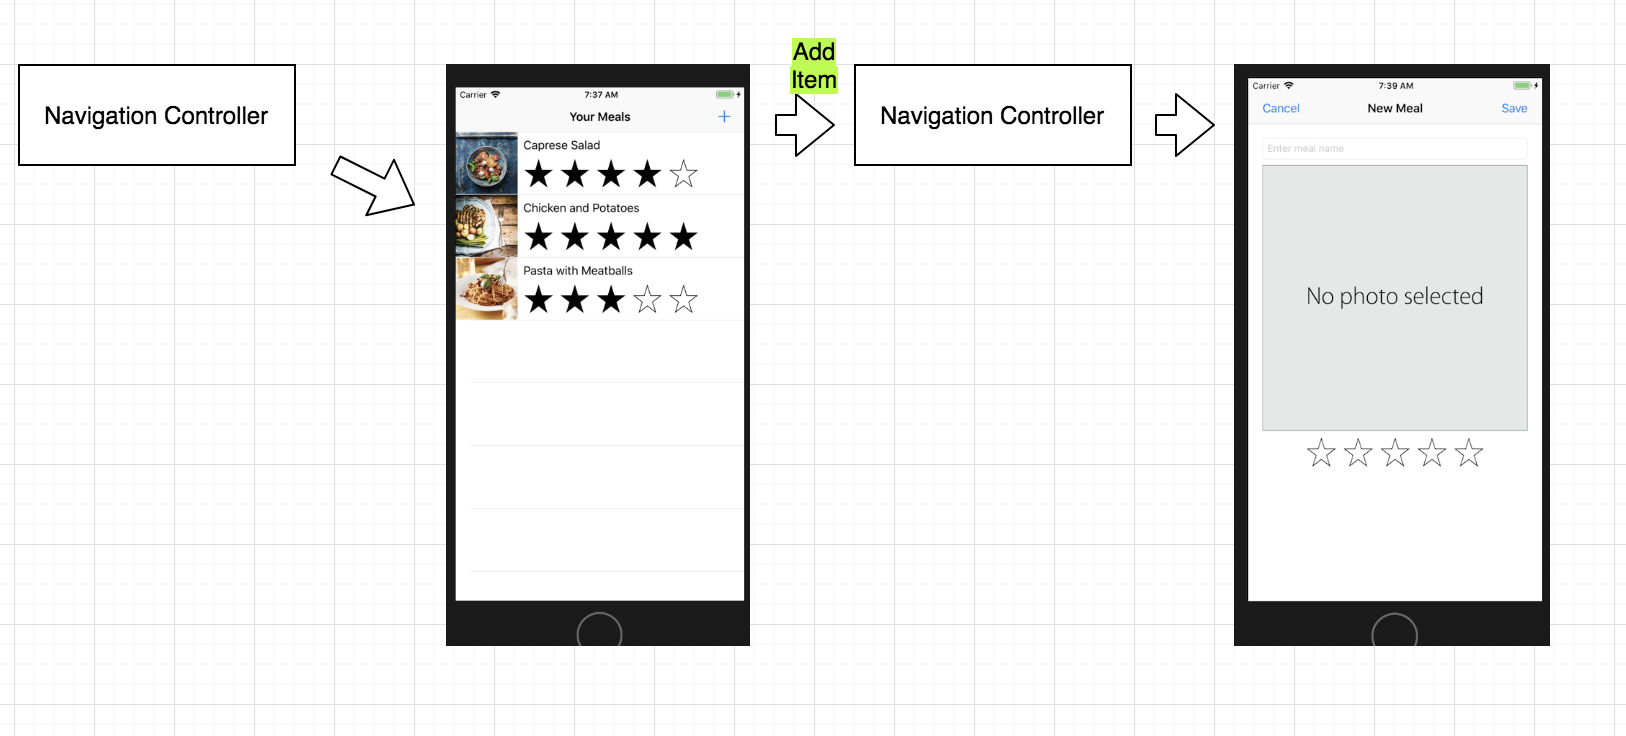 Navigation Controller
Carrier 7:37 AM
Your Meals +
Caprese Salad
Chicken and Potatoes
Pasta with Meatballs
Add
Item
Navigation Controller
Carrier 7:39 AM
Cancel New Meal Save
Enter meal name
No photo selected